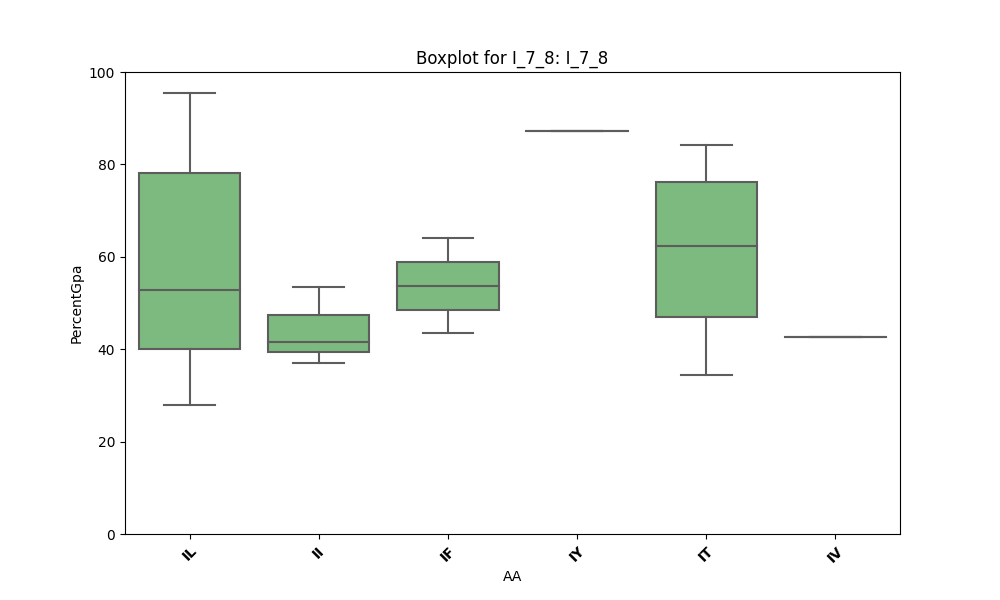 Boxplot for I_7_8: I_7_8
100
80
60
40
20
0
PercentGpa
IL
II
IF
IY
IT
IV
AA